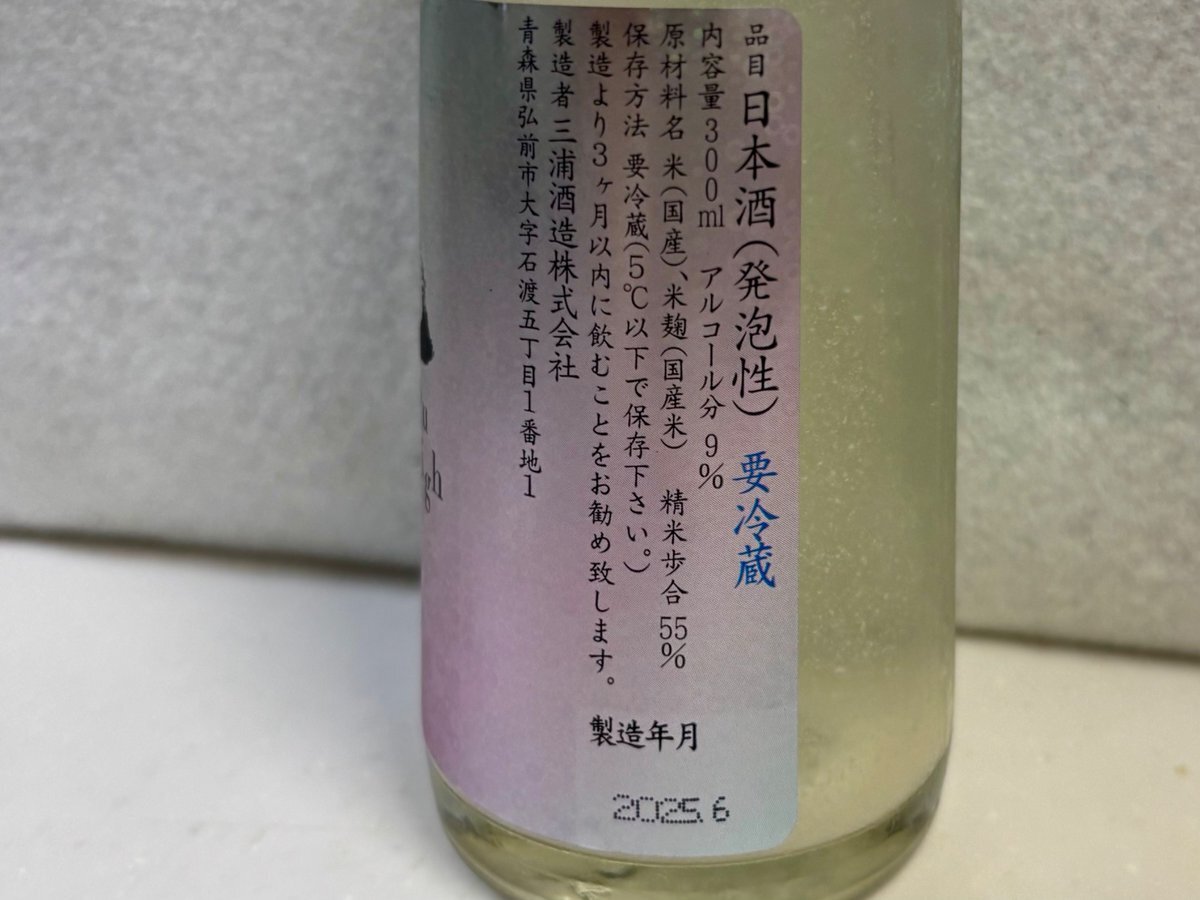 品目 日本酒(発泡性) 要冷蔵
内容量 300ml アルコール分 9%
原材料名 米(国産)、米麹(国産米) 精米歩合 55%
保存方法 要冷蔵(5℃以下で保存下さい。)
製造より3ヶ月以内に飲むことをお勧め致します。
製造者 三浦酒造株式会社
青森県弘前市大字石渡五丁目1番地1
製造年月
2025.6